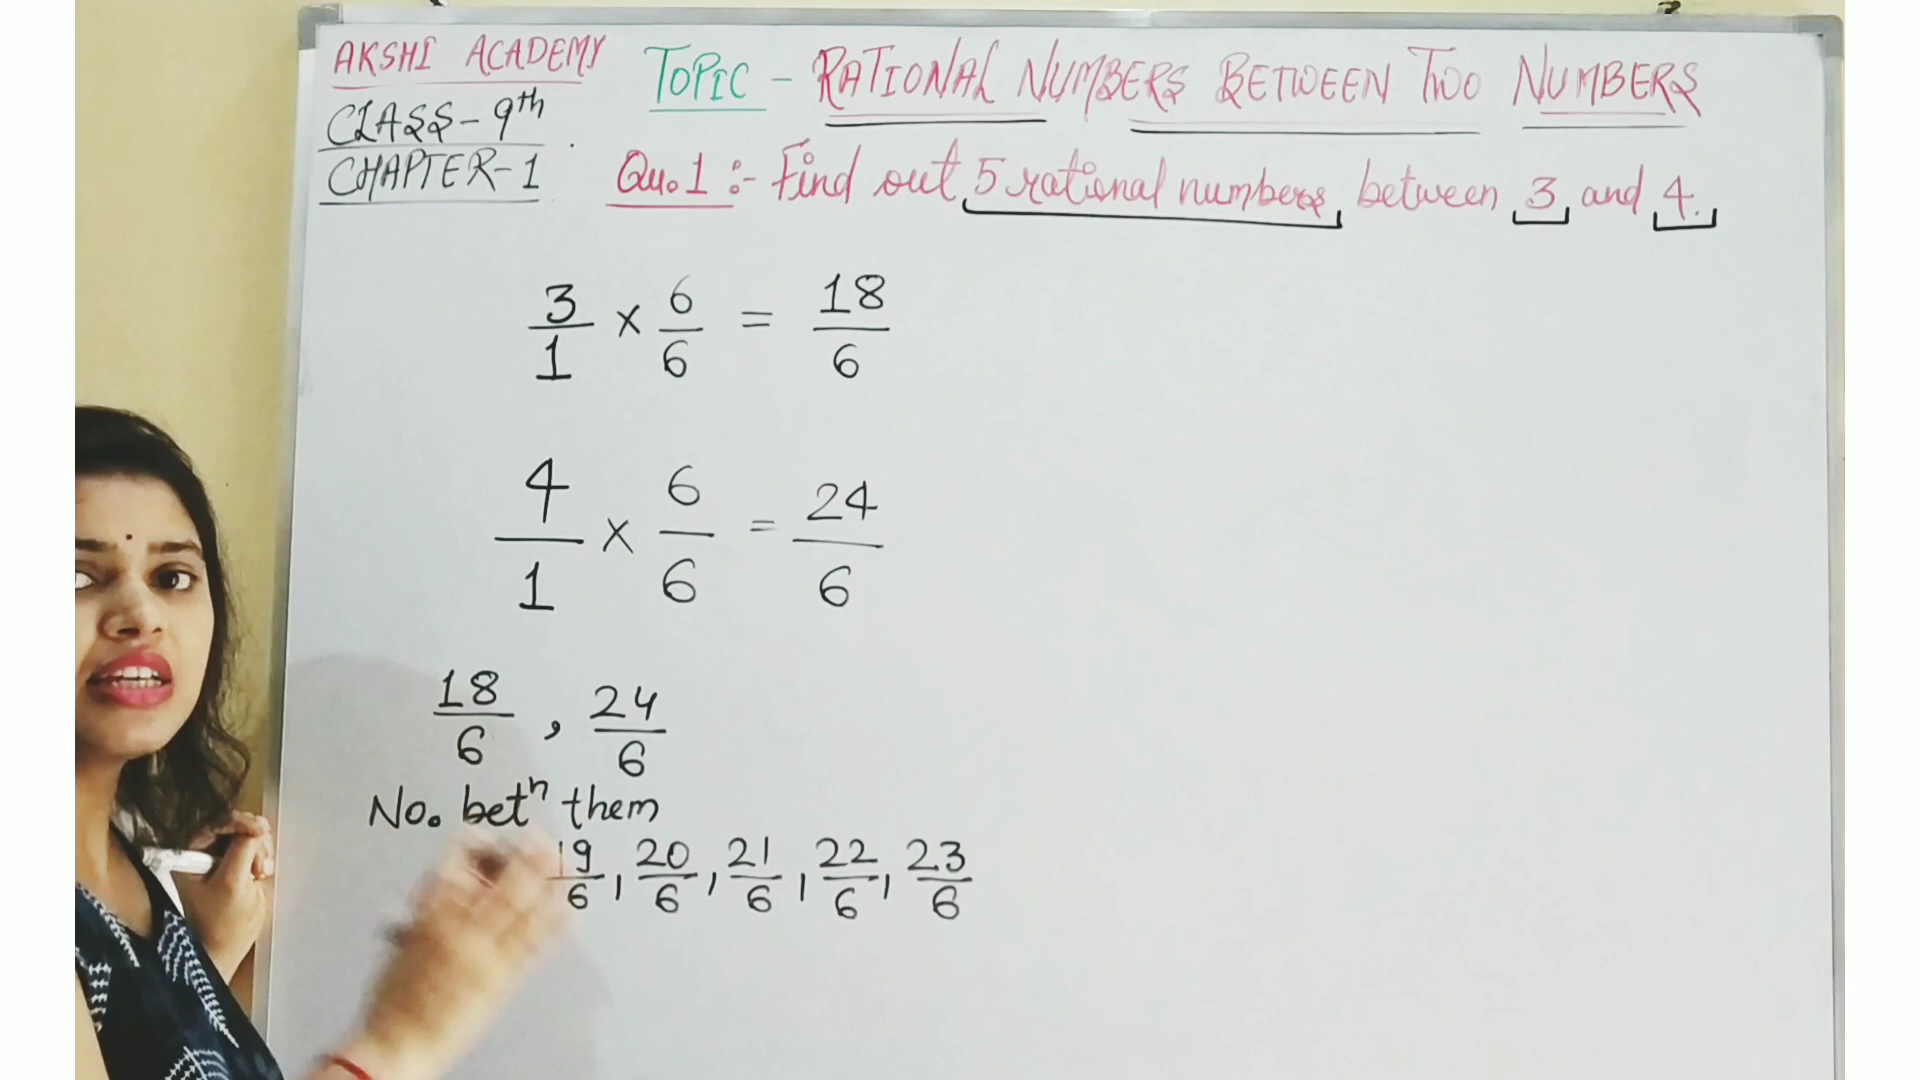 AKSHI ACADEMY
CLASS-9th
CHAPTER-1
TOPIC - RATIONAL NUMBERS BETWEEN TWO NUMBERS
Qu.1:- Find out 5 rational numbers between 3 and 4.
3/1 × 6/6 = 18/6
4/1 × 6/6 = 24/6
18/6, 24/6
No. betn them
19/6, 20/6, 21/6, 22/6, 23/6